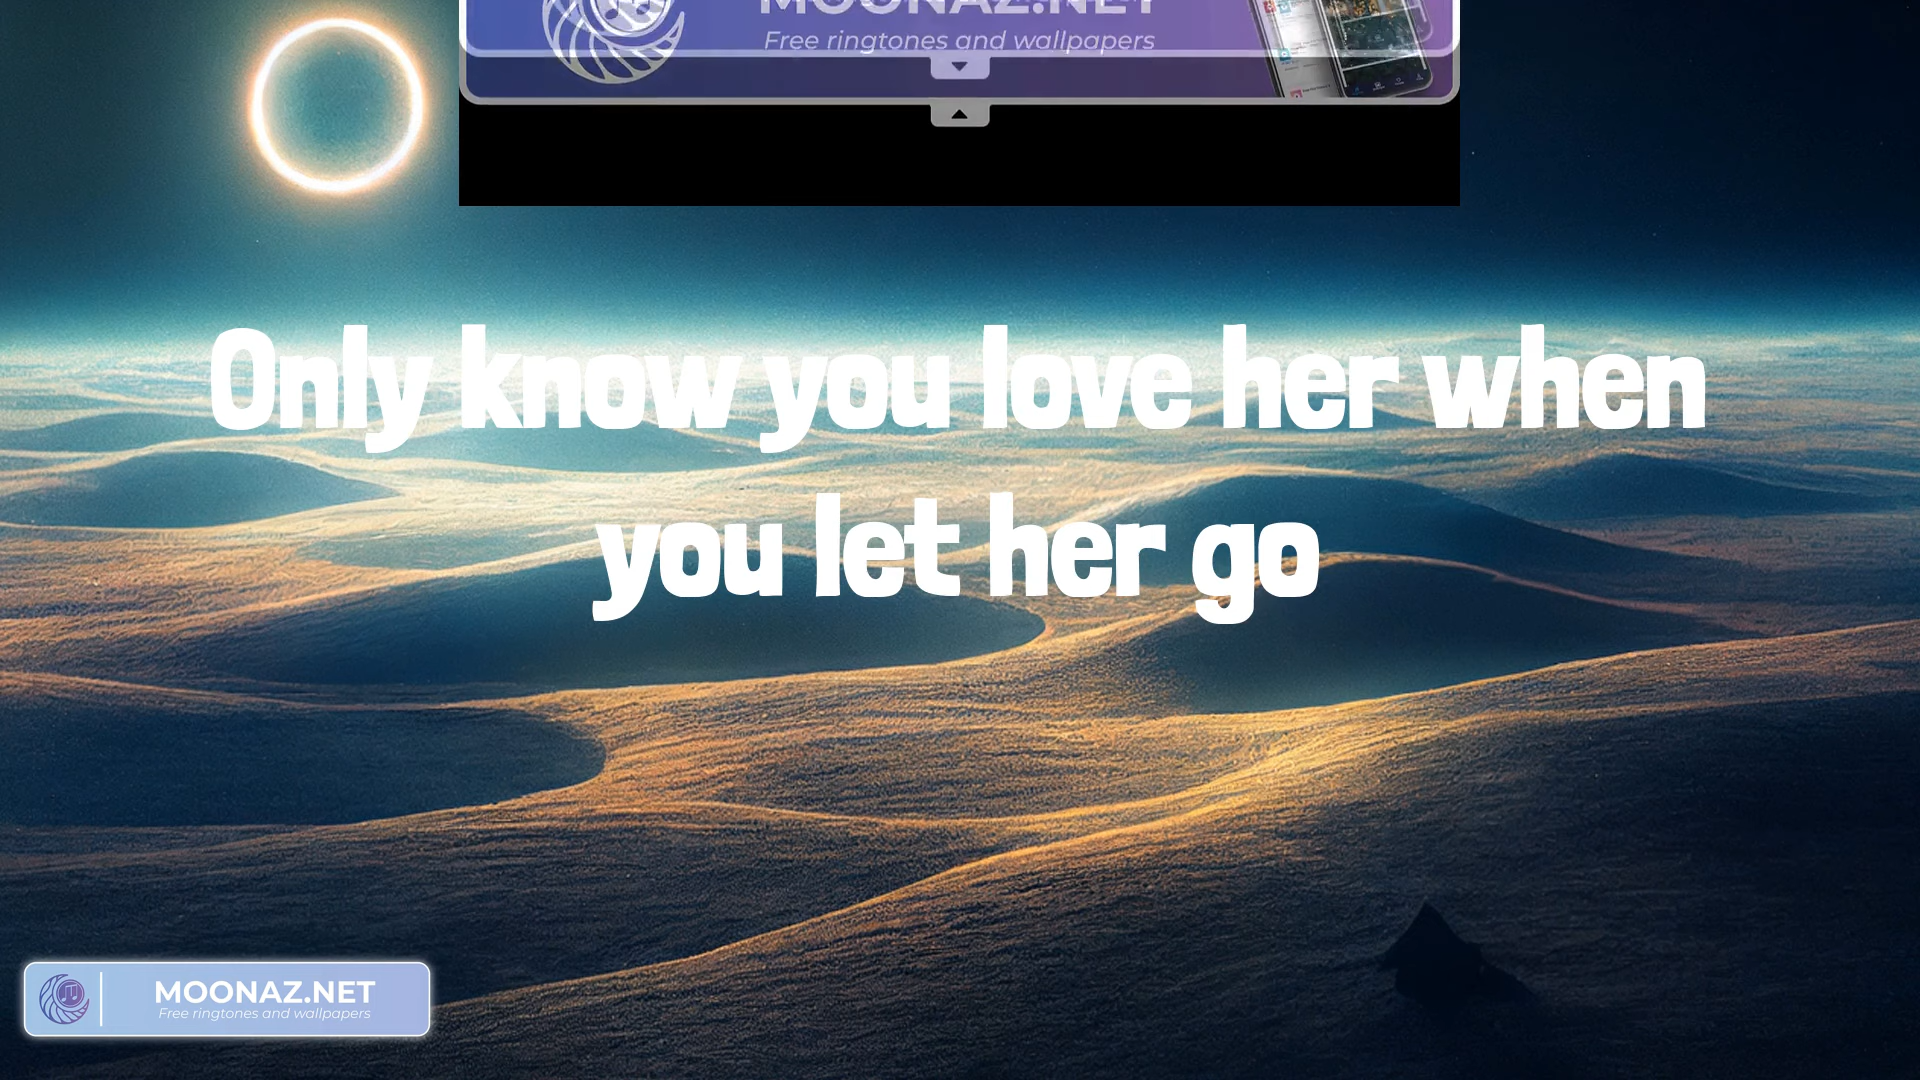 MOONAZ.NET
Free ringtones and wallpapers
Only know you love her when
you let her go
MOONAZ.NET
Free ringtones and wallpapers